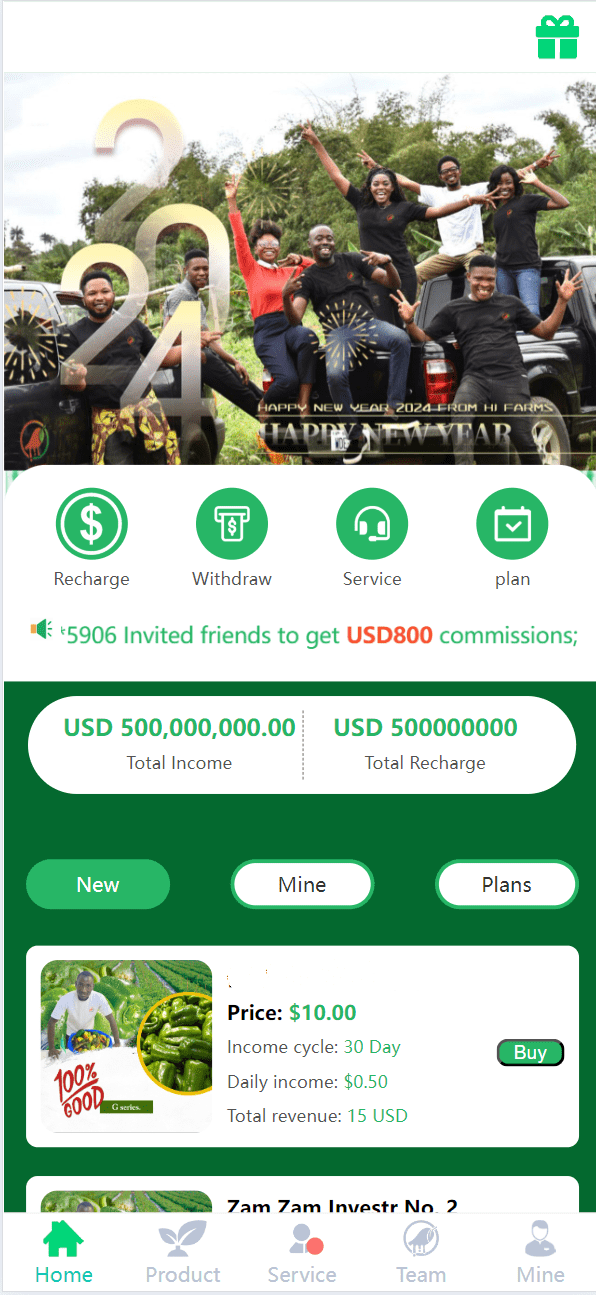 2024
HAPPY NEW YEAR 2024 FROM HI FARMS
HAPPY NEW YEAR
Recharge
Withdraw
Service
plan
5906 Invited friends to get USD800 commissions;
USD 500,000,000.00
USD 500000000
Total Income
Total Recharge
New
Mine
Plans
Price: $10.00
Income cycle: 30 Day
Buy
Daily income: $0.50
Total revenue: 15 USD
100%
GOOD
G series.
Zam Zam Investr No. 2
Home
Product
Service
Team
Mine